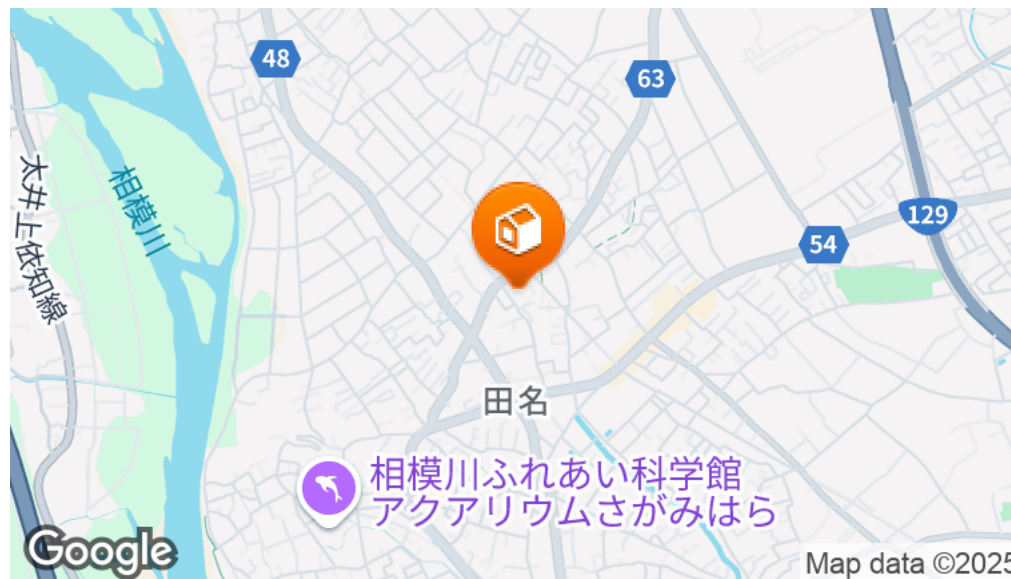 48
63
太井上依知線
相模川
129
54
田名
相模川ふれあい科学館
アクアリウムさがみはら
Google
Map data ©2025